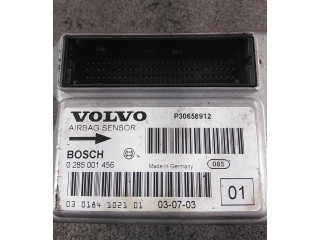 VOLVO
P30658912
AIRBAG SENSOR
BOSCH
0 285 001 456
Made in Germany
085
01
03 0184 1021 01
03-07-03